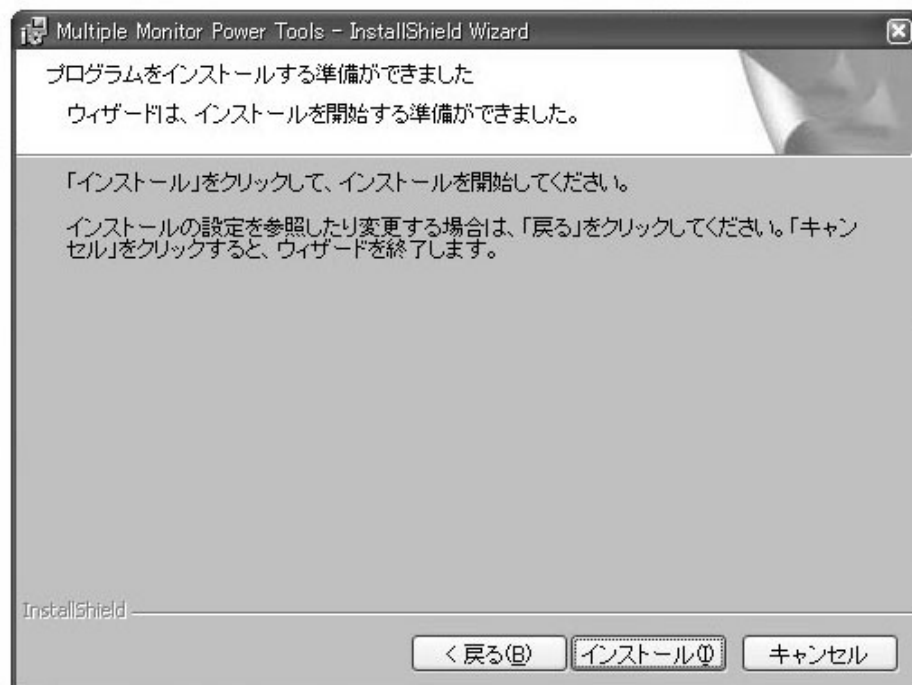 Multiple Monitor Power Tools - InstallShield Wizard
プログラムをインストールする準備ができました
ウィザードは、インストールを開始する準備ができました。
「インストール」をクリックして、インストールを開始してください。
インストールの設定を参照したり変更する場合は、「戻る」をクリックしてください。「キャン
セル」をクリックすると、ウィザードを終了します。
InstallShield
< 戻る(B) インストール(I) キャンセル